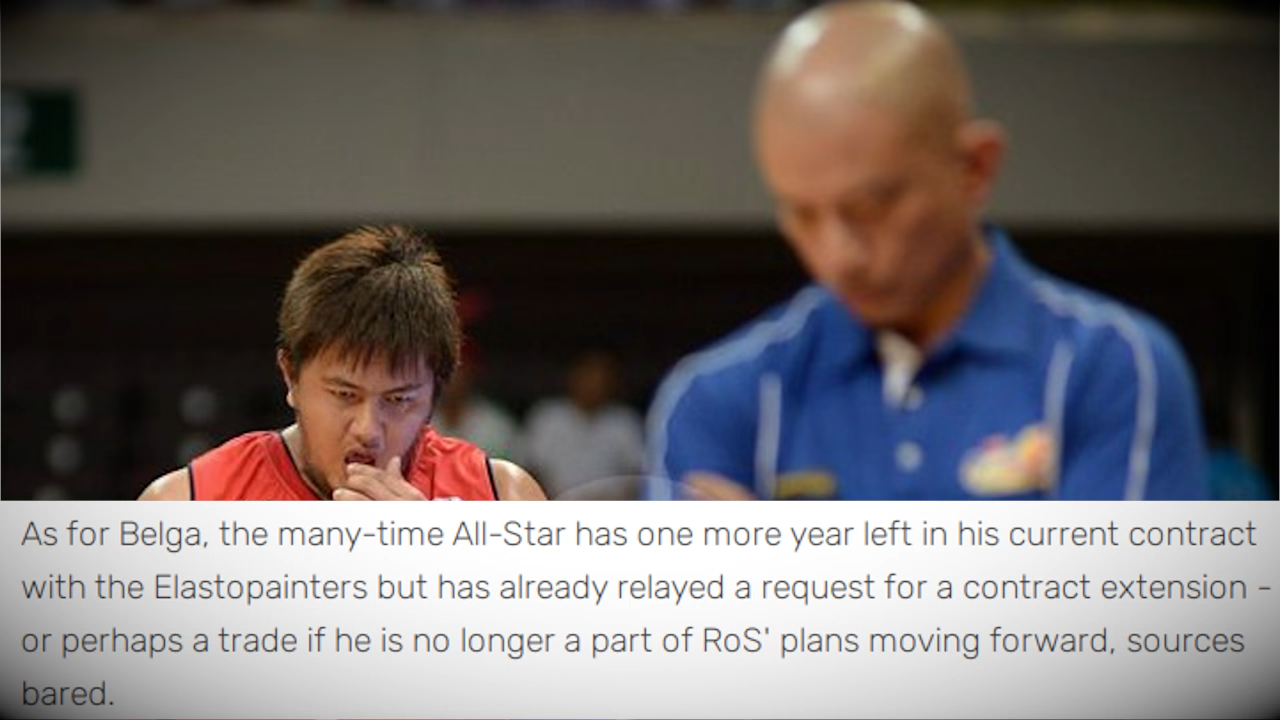 As for Belga, the many-time All-Star has one more year left in his current contract
with the Elastopainters but has already relayed a request for a contract extension -
or perhaps a trade if he is no longer a part of RoS' plans moving forward, sources
bared.